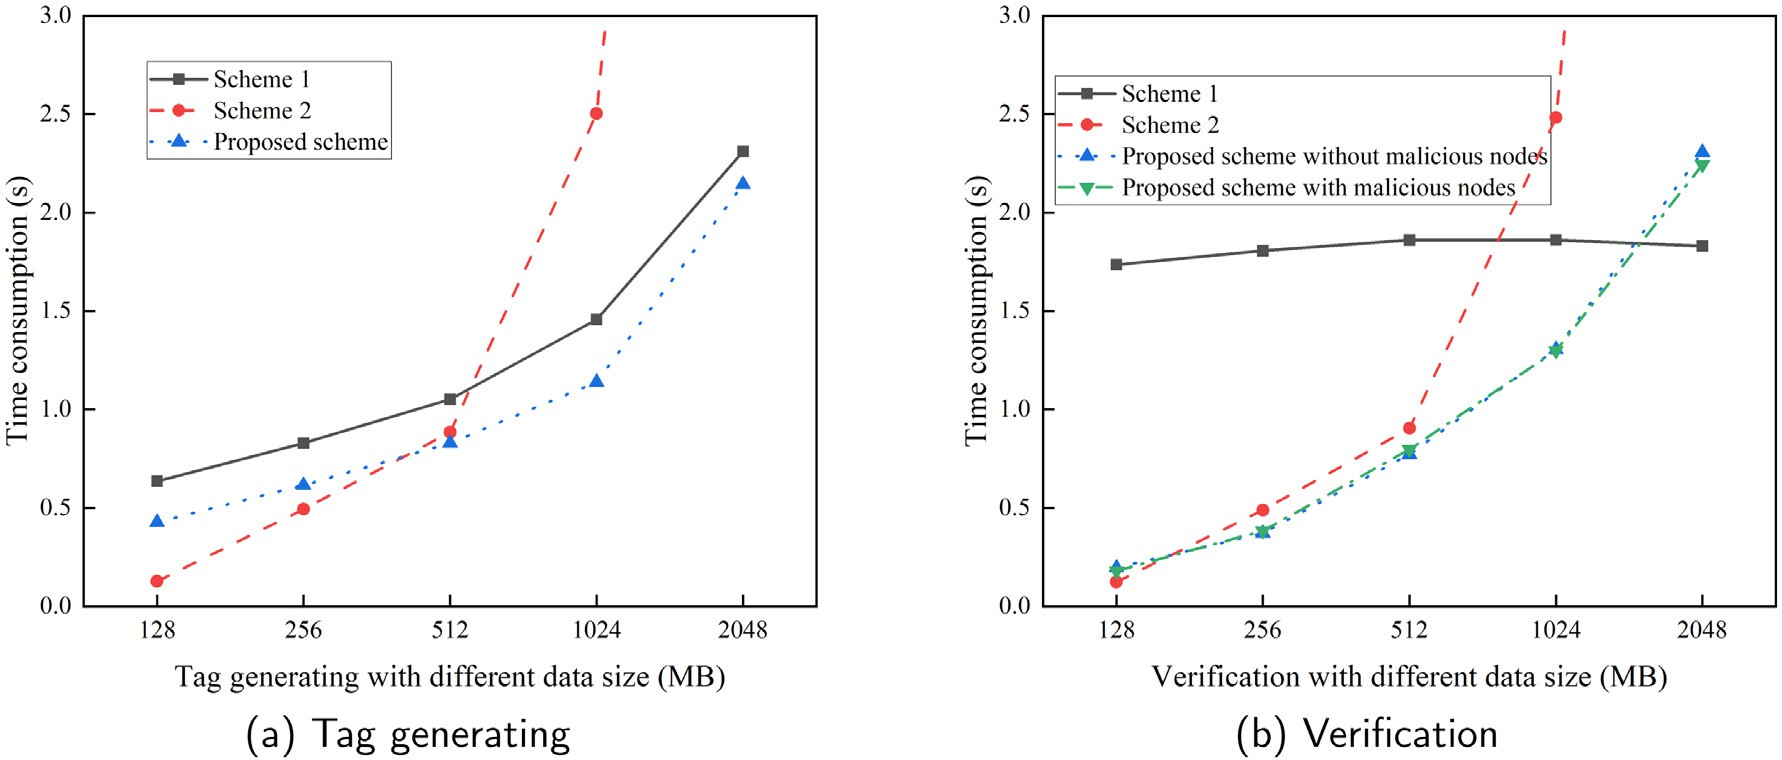 3.0
2.5
2.0
1.5
1.0
0.5
0.0
Time consumption (s)
Scheme 1
Scheme 2
Proposed scheme
128 256 512 1024 2048
Tag generating with different data size (MB)
(a) Tag generating
3.0
2.5
2.0
1.5
1.0
0.5
0.0
Time consumption (s)
Scheme 1
Scheme 2
Proposed scheme without malicious nodes
Proposed scheme with malicious nodes
128 256 512 1024 2048
Verification with different data size (MB)
(b) Verification